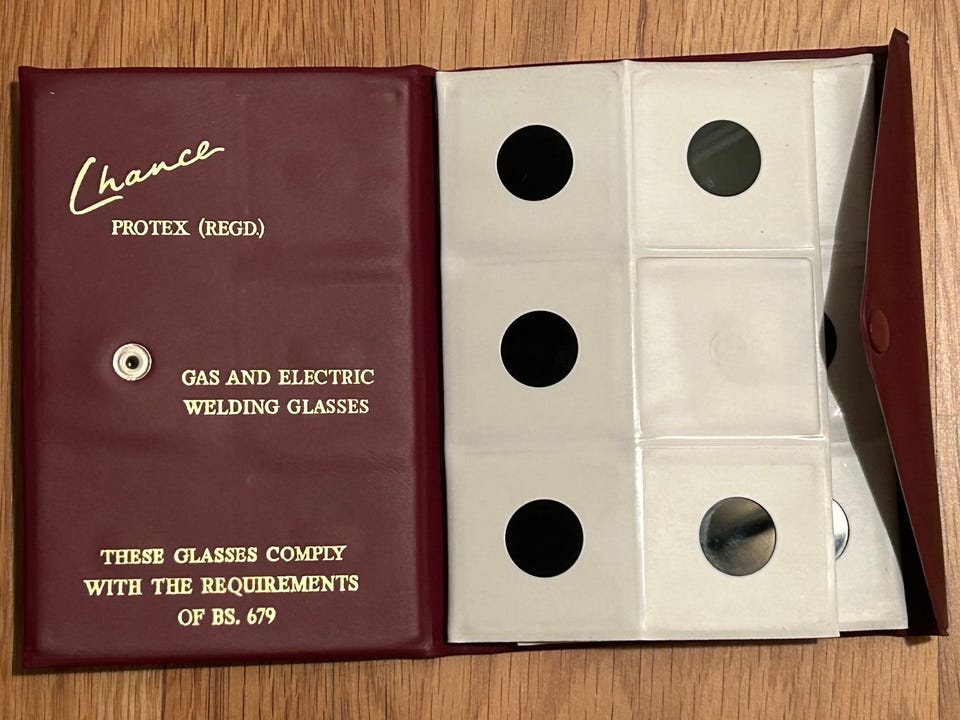 Chance
PROTEX (REGD.)
GAS AND ELECTRIC
WELDING GLASSES
THESE GLASSES COMPLY
WITH THE REQUIREMENTS
OF BS. 679